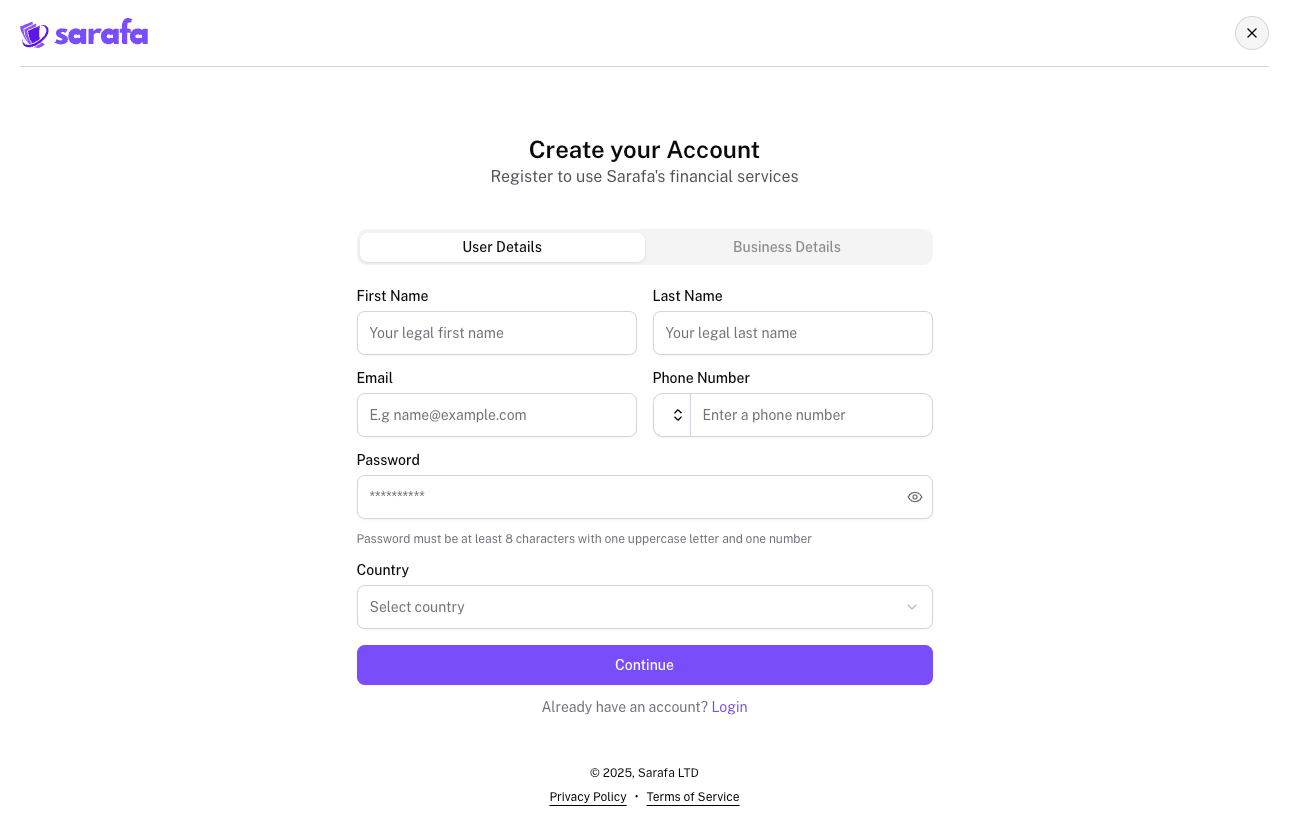 sarafa
Create your Account
Register to use Sarafa's financial services
User Details Business Details
First Name Last Name
Your legal first name Your legal last name
Email Phone Number
E.g name@example.com Enter a phone number
Password
**********
Password must be at least 8 characters with one uppercase letter and one number
Country
Select country
Continue
Already have an account? Login
© 2025, Sarafa LTD
Privacy Policy • Terms of Service